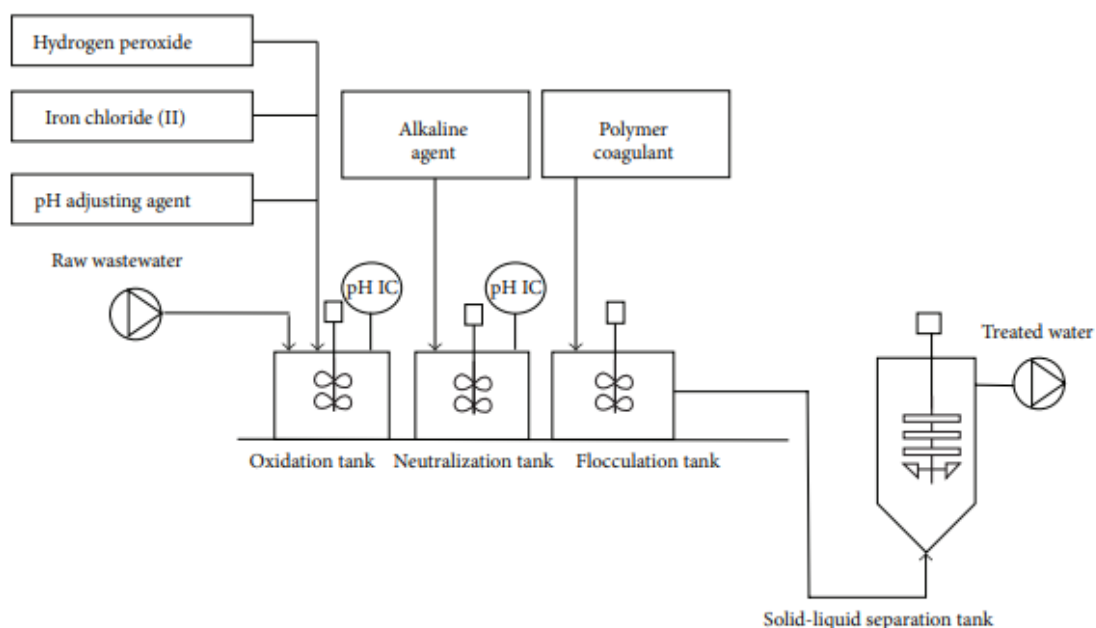 Hydrogen peroxide
Iron chloride (II)
pH adjusting agent
Alkaline
agent
Polymer
coagulant
Raw wastewater
pH IC
pH IC
Treated water
Oxidation tank
Neutralization tank
Flocculation tank
Solid-liquid separation tank